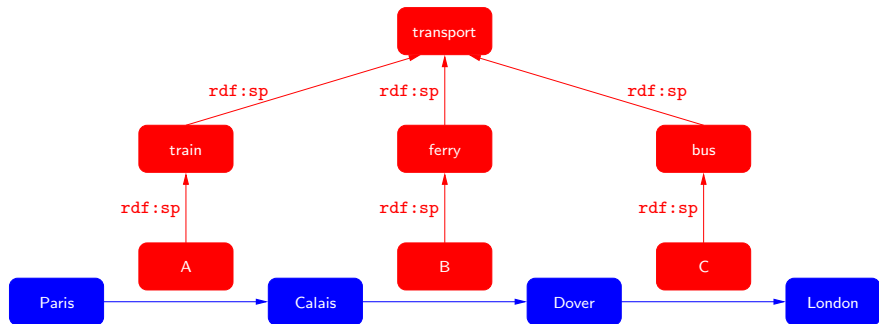 transport
rdf:sp rdf:sp rdf:sp
train ferry bus
rdf:sp rdf:sp rdf:sp
A B C
Paris Calais Dover London